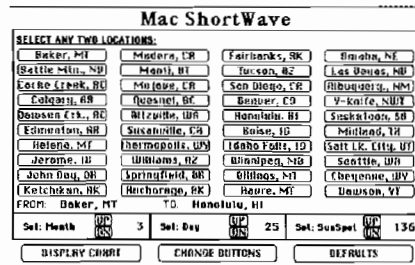 Mac ShortWave
SELECT ANY TWO LOCATIONS:
Baker, MT Madera, CA Fairbanks, AK Omaha, NE
Battle Mtn., NV Manti, UT Tucson, AZ Las Vegas, NV
Cache Creek, BC Mojave, CA San Diego, CA Albuquerq., NM
Calgary, AB Quesnel, BC Denver, CO Y-knife, NWT
Dawson Crk., BC Ritzville, WA Honolulu, HI Saskatoon, SA
Edmonton, AB Susanville, CA Boise, ID Midland, TX
Helena, MT Thermopolis, WY Idaho Falls, ID Salt Lk. City, UT
Jerome, ID Williams, AZ Winnipeg, MB Seattle, WA
John Day, OR Springfield, OR Billings, MT Cheyenne, WY
Ketchikan, AK Anchorage, AK Havre, MT Dawson, YT
FROM: Baker, MT TO: Honolulu, HI
Set: Month UP DN 3 Set: Day UP DN 25 Set: SunSpot UP DN 136
DISPLAY CHART CHANGE BUTTONS DEFAULTS